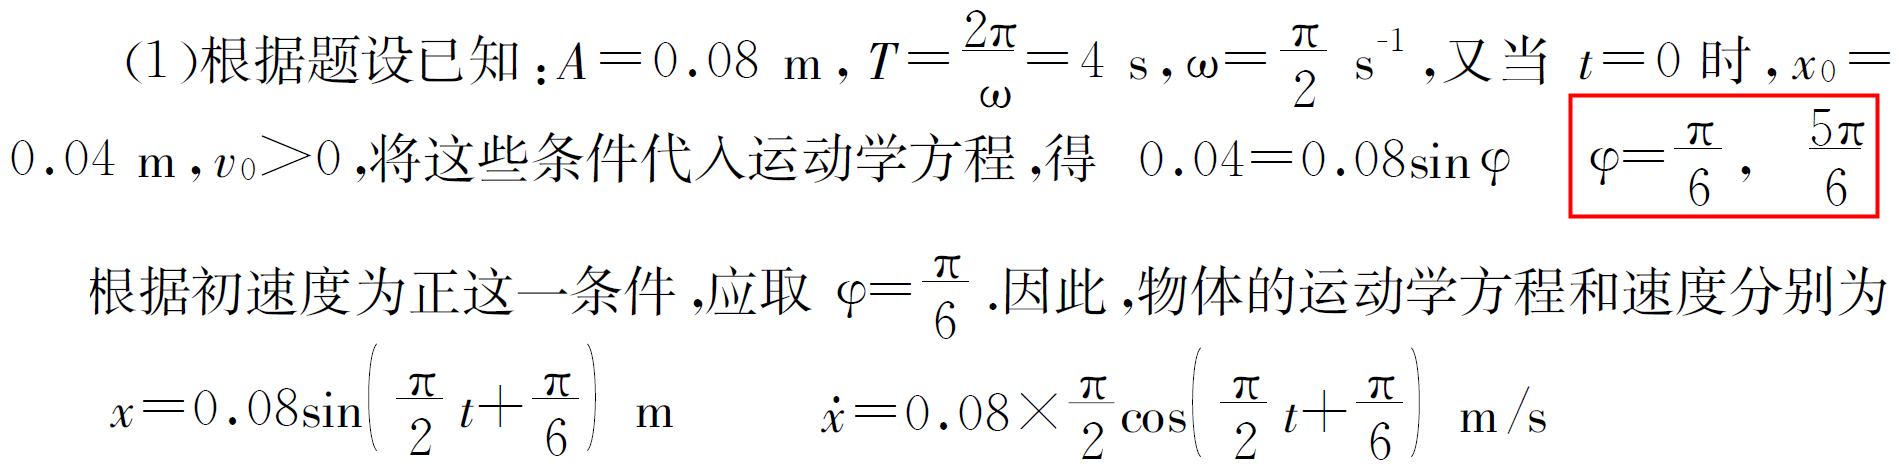 (1)根据题设已知:A=0.08 m,T=2π/ω=4 s,ω=π/2 s⁻¹,又当 t=0 时,x₀=
0.04 m,v₀>0,将这些条件代入运动学方程,得 0.04=0.08sinφ φ=π/6, 5π/6
根据初速度为正这一条件,应取 φ=π/6.因此,物体的运动学方程和速度分别为
x=0.08sin(π/2 t+π/6) m ẋ=0.08×π/2cos(π/2 t+π/6) m/s